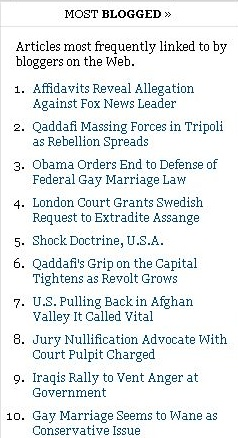 MOST BLOGGED »
Articles most frequently linked to by
bloggers on the Web.
1. Affidavits Reveal Allegation
Against Fox News Leader
2. Qaddafi Massing Forces in Tripoli
as Rebellion Spreads
3. Obama Orders End to Defense of
Federal Gay Marriage Law
4. London Court Grants Swedish
Request to Extradite Assange
5. Shock Doctrine, U.S.A.
6. Qaddafi's Grip on the Capital
Tightens as Revolt Grows
7. U.S. Pulling Back in Afghan
Valley It Called Vital
8. Jury Nullification Advocate With
Court Pulpit Charged
9. Iraqis Rally to Vent Anger at
Government
10. Gay Marriage Seems to Wane as
Conservative Issue